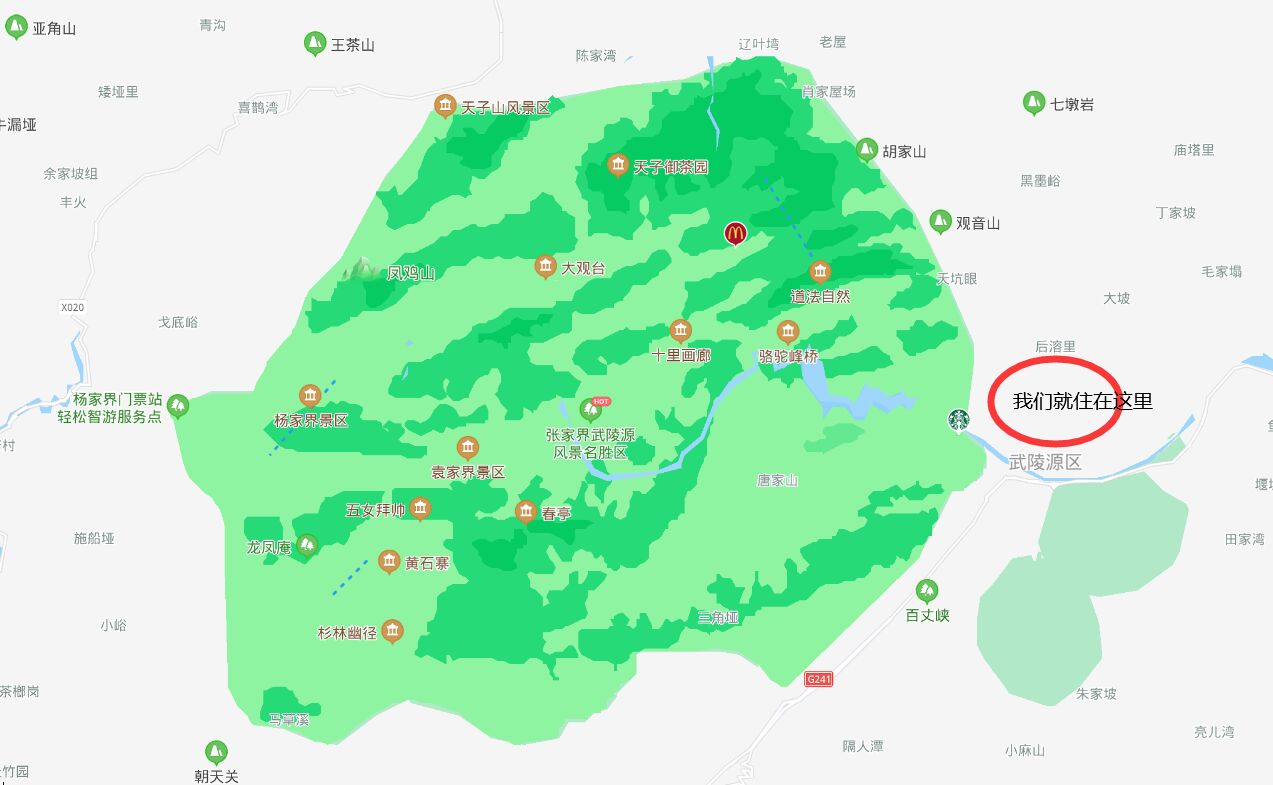 亚角山
青沟
王茶山
陈家湾
辽叶湾
老屋
矮垭里
喜鹊湾
天子山风景区
肖家屋场
七墩岩
牛漏垭
天子御茶园
胡家山
庙塔里
余家坡组
黑墨峪
丰火
丁家坡
观音山
凤鸡山
大观台
天坑眼
毛家塌
道法自然
大坡
X020
戈底峪
十里画廊
骆驼峰桥
后溶里
杨家界门票站
轻松智游服务点
杨家界景区
HOT
我们就住在这里
张家界武陵源
风景名胜区
武陵源区
袁家界景区
唐家山
五女拜帅
春亭
施船垭
龙凤庵
黄石寨
田家湾
小峪
三角垭
百丈峡
杉林幽径
G241
茶榔岗
朱家坡
马草溪
亮儿湾
隔人潭
小麻山
竹园
朝天关